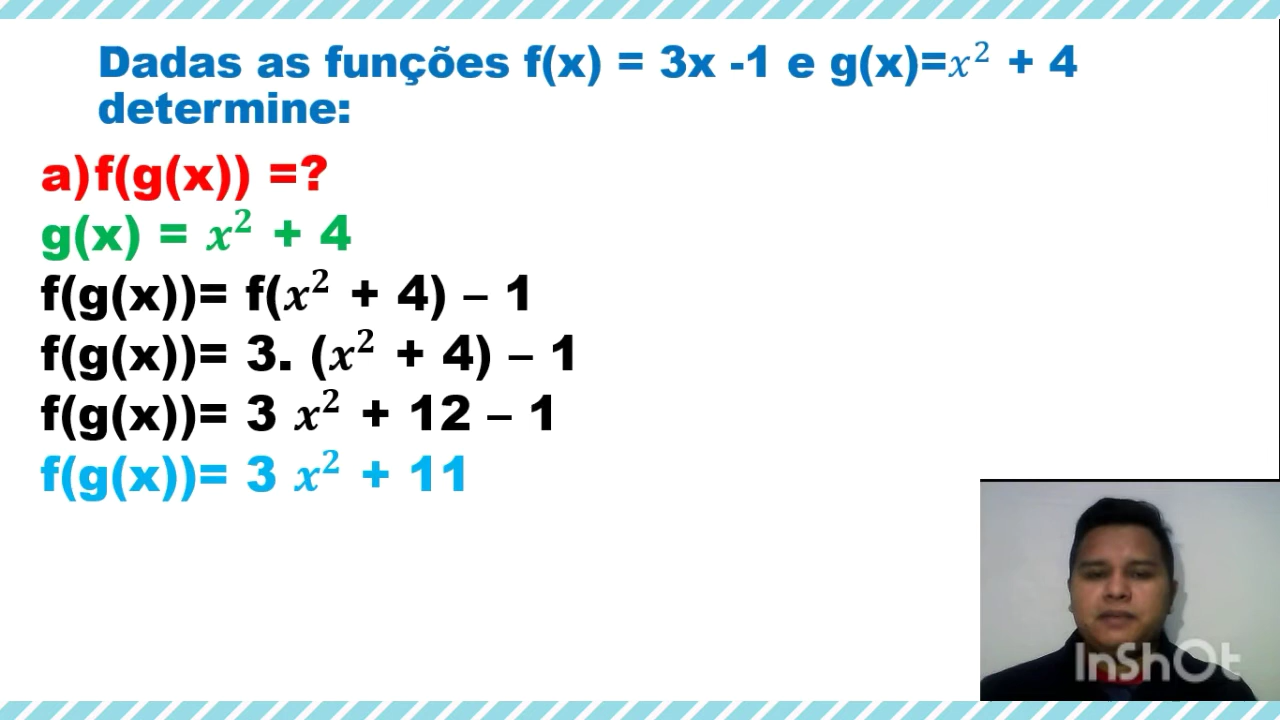 Dadas as funções f(x) = 3x -1 e g(x)=x² + 4
determine:
a)f(g(x)) =?
g(x) = x² + 4
f(g(x))= f(x² + 4) – 1
f(g(x))= 3. (x² + 4) – 1
f(g(x))= 3 x² + 12 – 1
f(g(x))= 3 x² + 11
InShOt